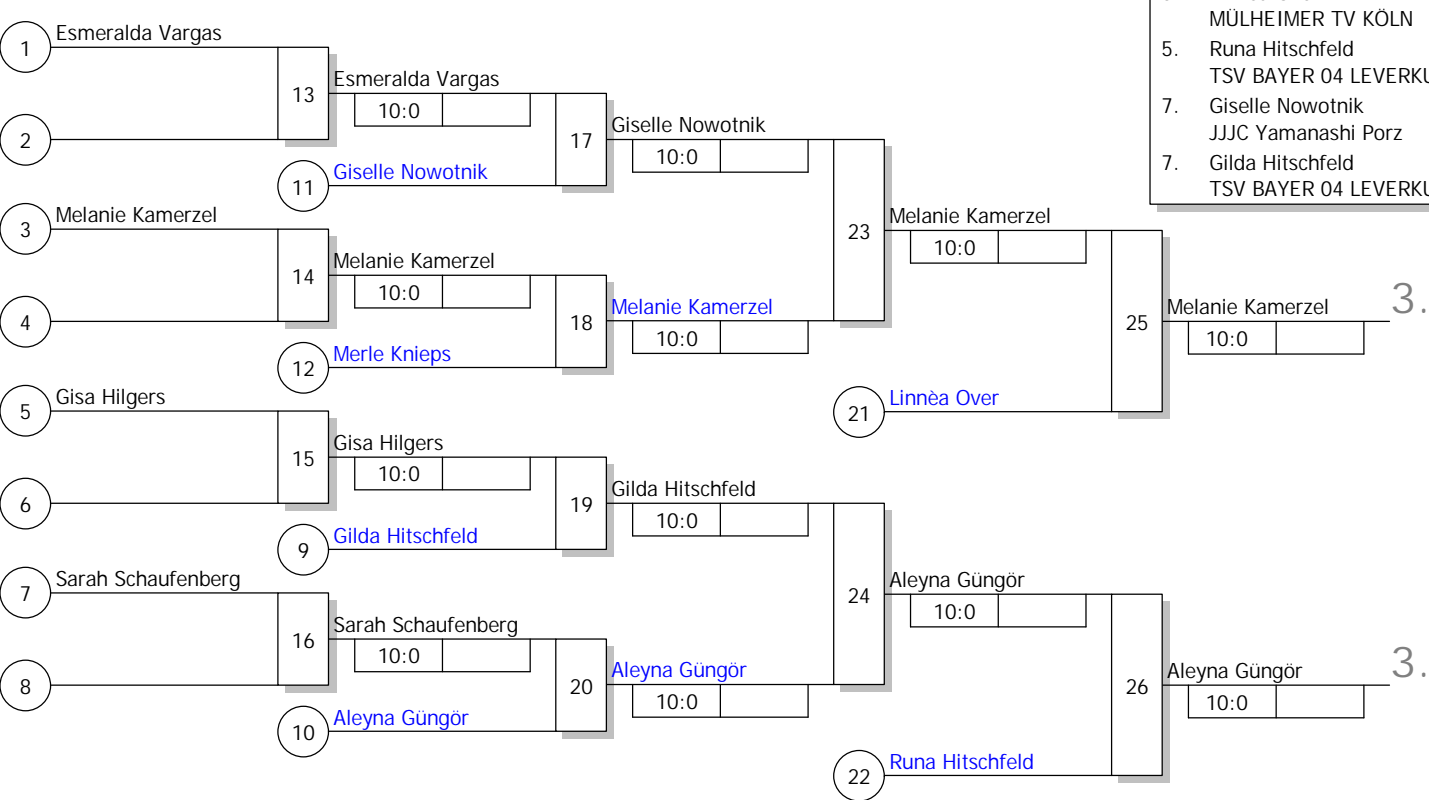 MÜLHEIMER TV KÖLN
5. Runa Hitschfeld
TSV BAYER 04 LEVERKU
7. Giselle Nowotnik
JJJC Yamanashi Porz
7. Gilda Hitschfeld
TSV BAYER 04 LEVERKU
1 Esmeralda Vargas
2
13 Esmeralda Vargas
10:0
11 Giselle Nowotnik
17 Giselle Nowotnik
10:0
3 Melanie Kamerzel
4
14 Melanie Kamerzel
10:0
12 Merle Knieps
18 Melanie Kamerzel
10:0
23 Melanie Kamerzel
10:0
21 Linnèa Over
25 Melanie Kamerzel 3.
10:0
5 Gisa Hilgers
6
15 Gisa Hilgers
10:0
9 Gilda Hitschfeld
19 Gilda Hitschfeld
10:0
7 Sarah Schaufenberg
8
16 Sarah Schaufenberg
10:0
10 Aleyna Güngör
20 Aleyna Güngör
10:0
24 Aleyna Güngör
10:0
22 Runa Hitschfeld
26 Aleyna Güngör 3.
10:0